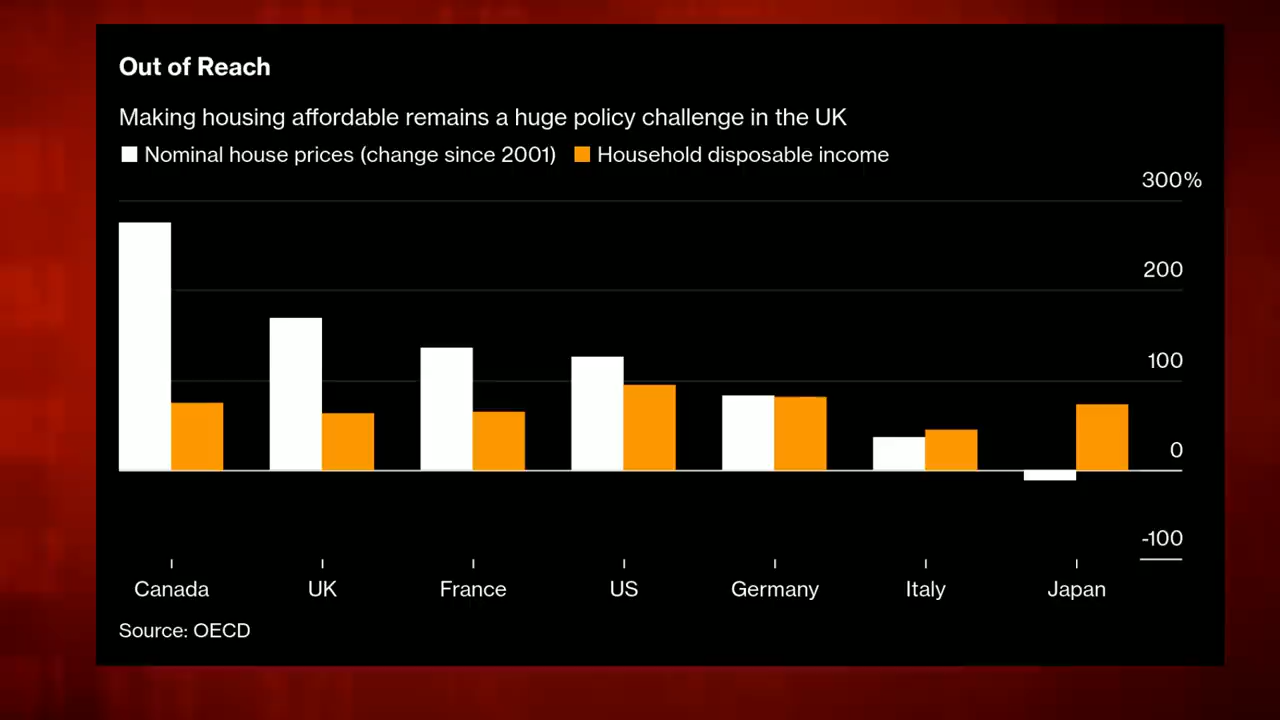 Out of Reach
Making housing affordable remains a huge policy challenge in the UK
Nominal house prices (change since 2001) Household disposable income
300%
200
100
0
-100
Canada UK France US Germany Italy Japan
Source: OECD